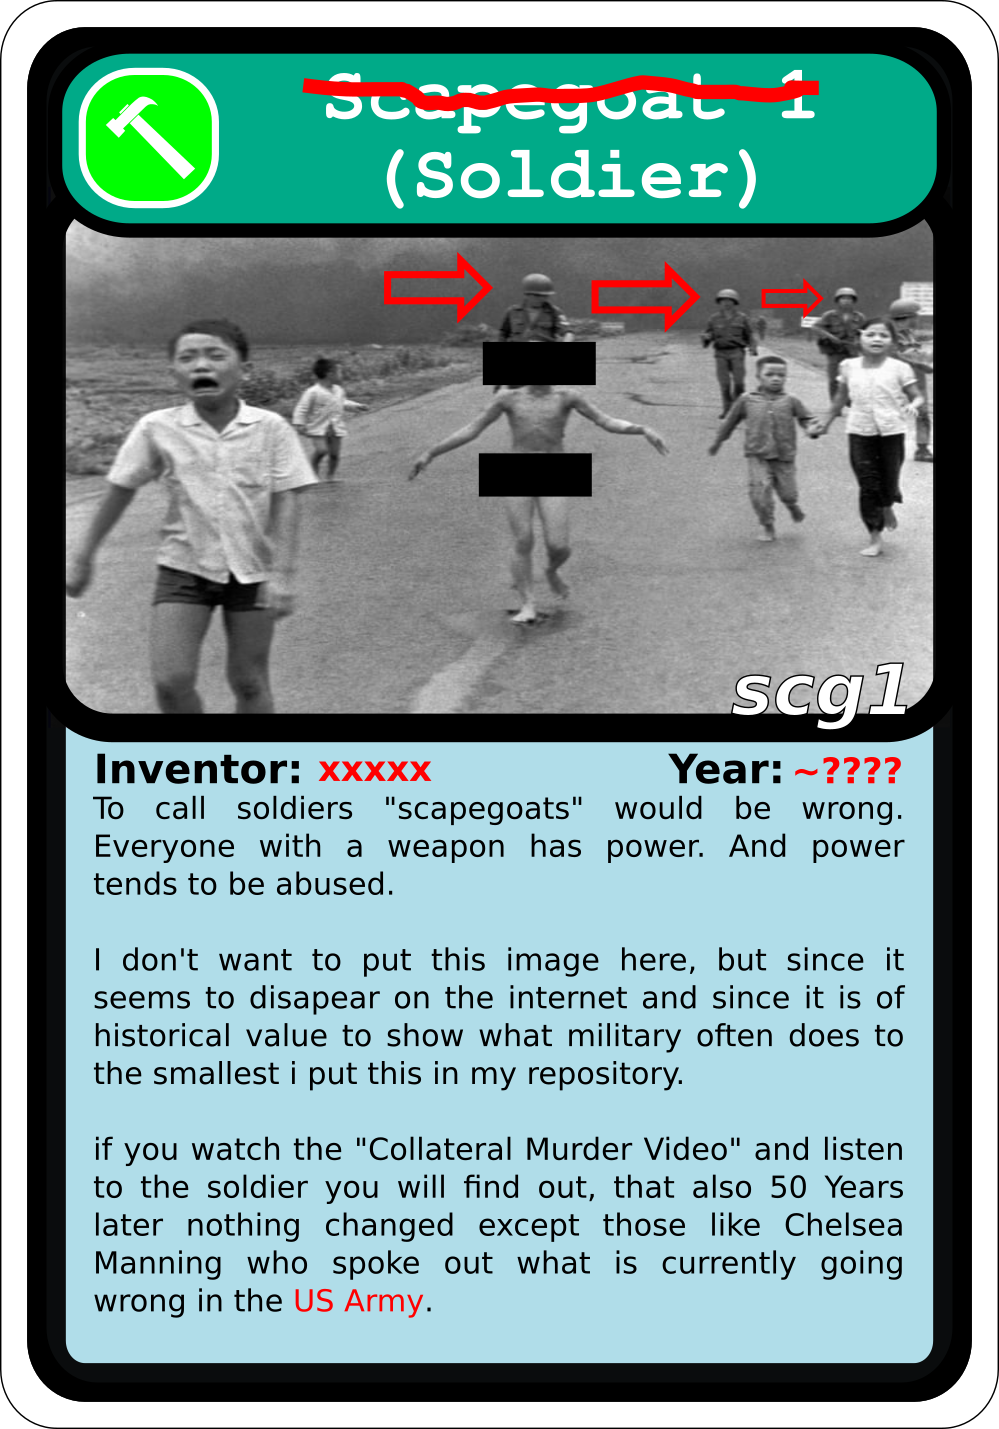 Scapegoat 1
(Soldier)
scg1
Inventor: xxxxx Year: ~????
To call soldiers "scapegoats" would be wrong.
Everyone with a weapon has power. And power
tends to be abused.
I don't want to put this image here, but since it
seems to disapear on the internet and since it is of
historical value to show what military often does to
the smallest i put this in my repository.
if you watch the "Collateral Murder Video" and listen
to the soldier you will find out, that also 50 Years
later nothing changed except those like Chelsea
Manning who spoke out what is currently going
wrong in the US Army.